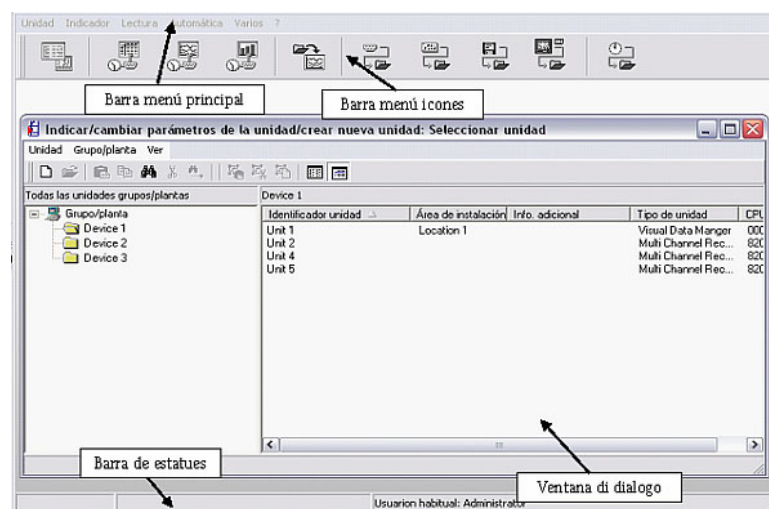 Unidad Indicador Lectura Automática Varios ?
Barra menú principal
Barra menú icones
Indicar/cambiar parámetros de la unidad/crear nueva unidad: Seleccionar unidad
Unidad Grupo/planta Ver
Todas las unidades grupos/plantas
Device 1
Grupo/planta
Device 1
Device 2
Device 3
Identificador unidad Área de instalación Info. adicional Tipo de unidad CPU
Unit 1 Location 1 Visual Data Manger 000
Unit 2 Multi Channel Rec... 820
Unit 4 Multi Channel Rec... 820
Unit 5 Multi Channel Rec... 820
Barra de estatues
Ventana di dialogo
Usuarion habitual: Administrator